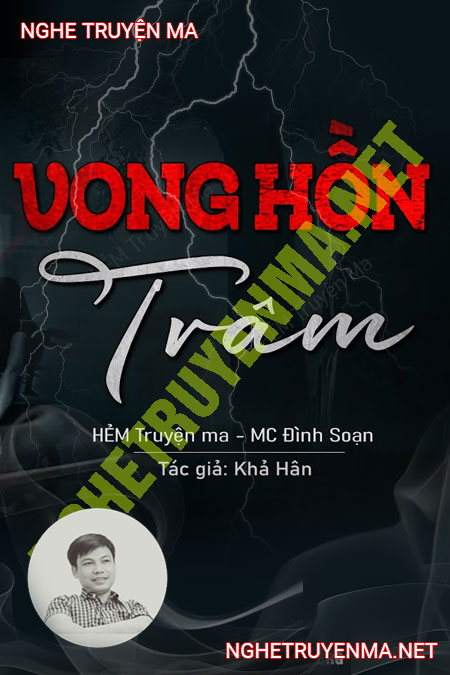 NGHE TRUYỆN MA
VONG HỒN
Trâm
NGHETRUYENMA.NET
HẺM Truyện ma - MC Đình Soạn
Tác giả: Khả Hân
NGHETRUYENMA.NET